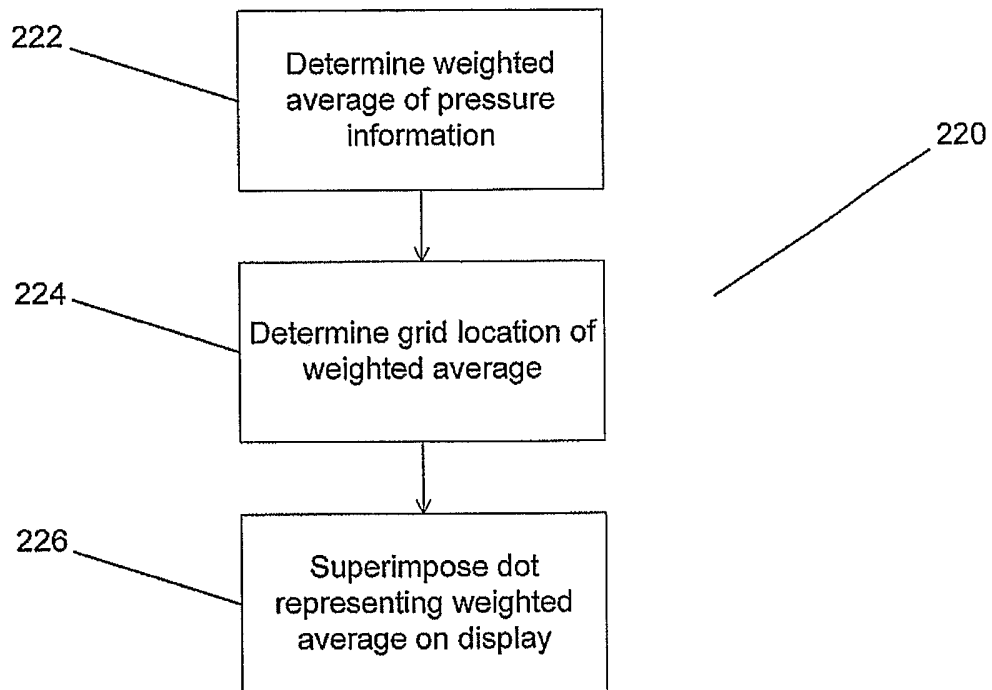 222
Determine weighted
average of pressure
information
220
224
Determine grid location of
weighted average
226
Superimpose dot
representing weighted
average on display